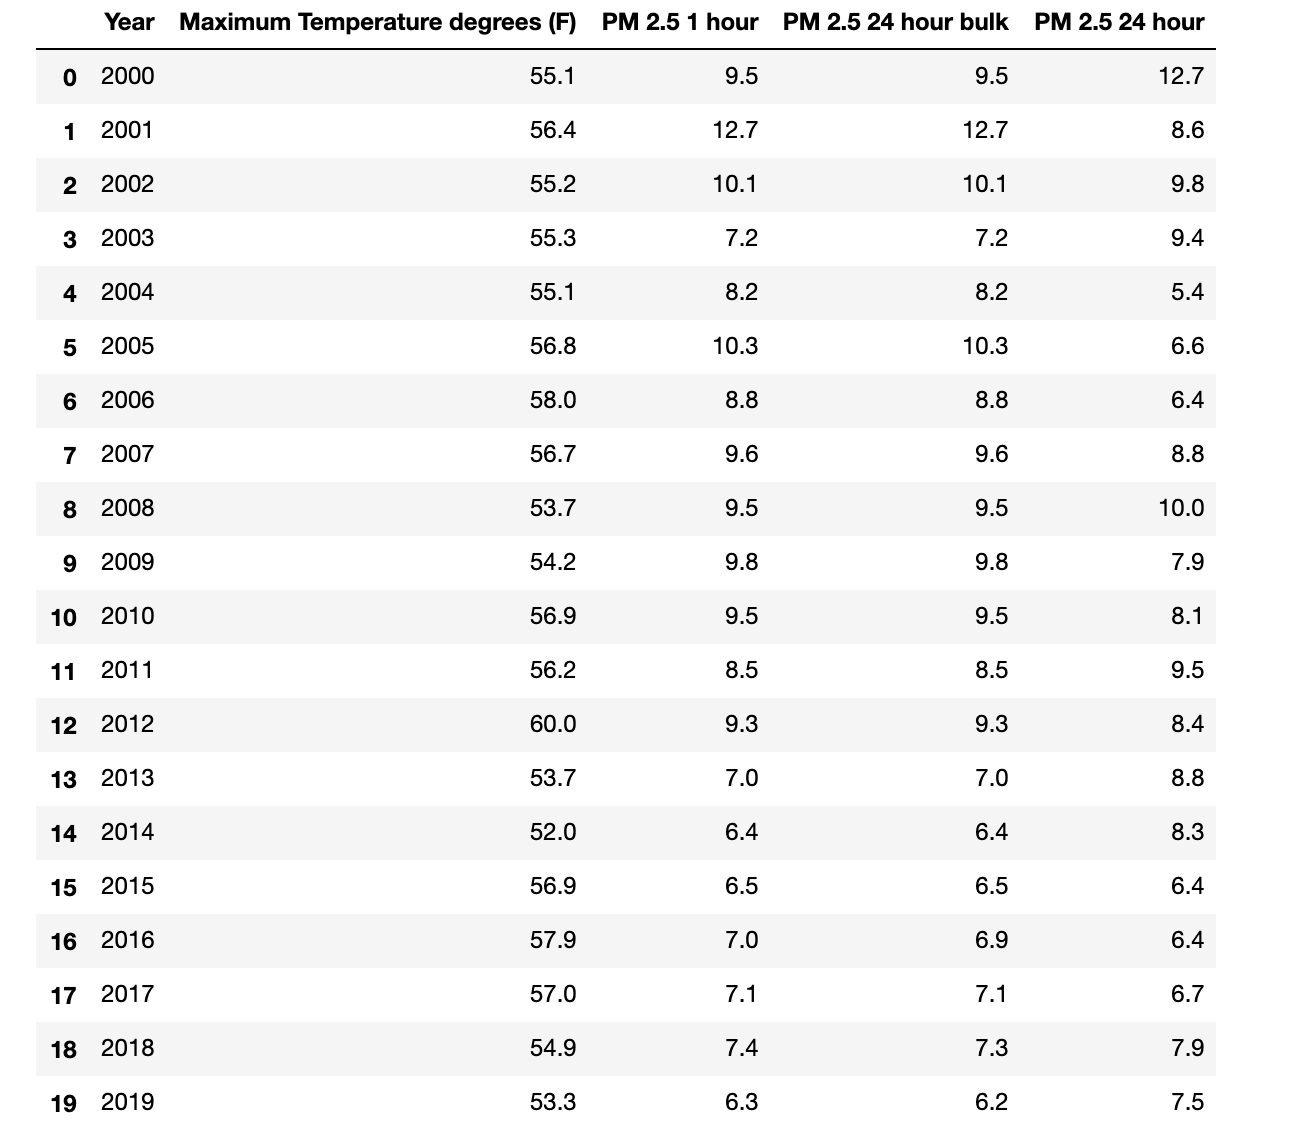 Year Maximum Temperature degrees (F) PM 2.5 1 hour PM 2.5 24 hour bulk PM 2.5 24 hour
0 2000 55.1 9.5 9.5 12.7
1 2001 56.4 12.7 12.7 8.6
2 2002 55.2 10.1 10.1 9.8
3 2003 55.3 7.2 7.2 9.4
4 2004 55.1 8.2 8.2 5.4
5 2005 56.8 10.3 10.3 6.6
6 2006 58.0 8.8 8.8 6.4
7 2007 56.7 9.6 9.6 8.8
8 2008 53.7 9.5 9.5 10.0
9 2009 54.2 9.8 9.8 7.9
10 2010 56.9 9.5 9.5 8.1
11 2011 56.2 8.5 8.5 9.5
12 2012 60.0 9.3 9.3 8.4
13 2013 53.7 7.0 7.0 8.8
14 2014 52.0 6.4 6.4 8.3
15 2015 56.9 6.5 6.5 6.4
16 2016 57.9 7.0 6.9 6.4
17 2017 57.0 7.1 7.1 6.7
18 2018 54.9 7.4 7.3 7.9
19 2019 53.3 6.3 6.2 7.5